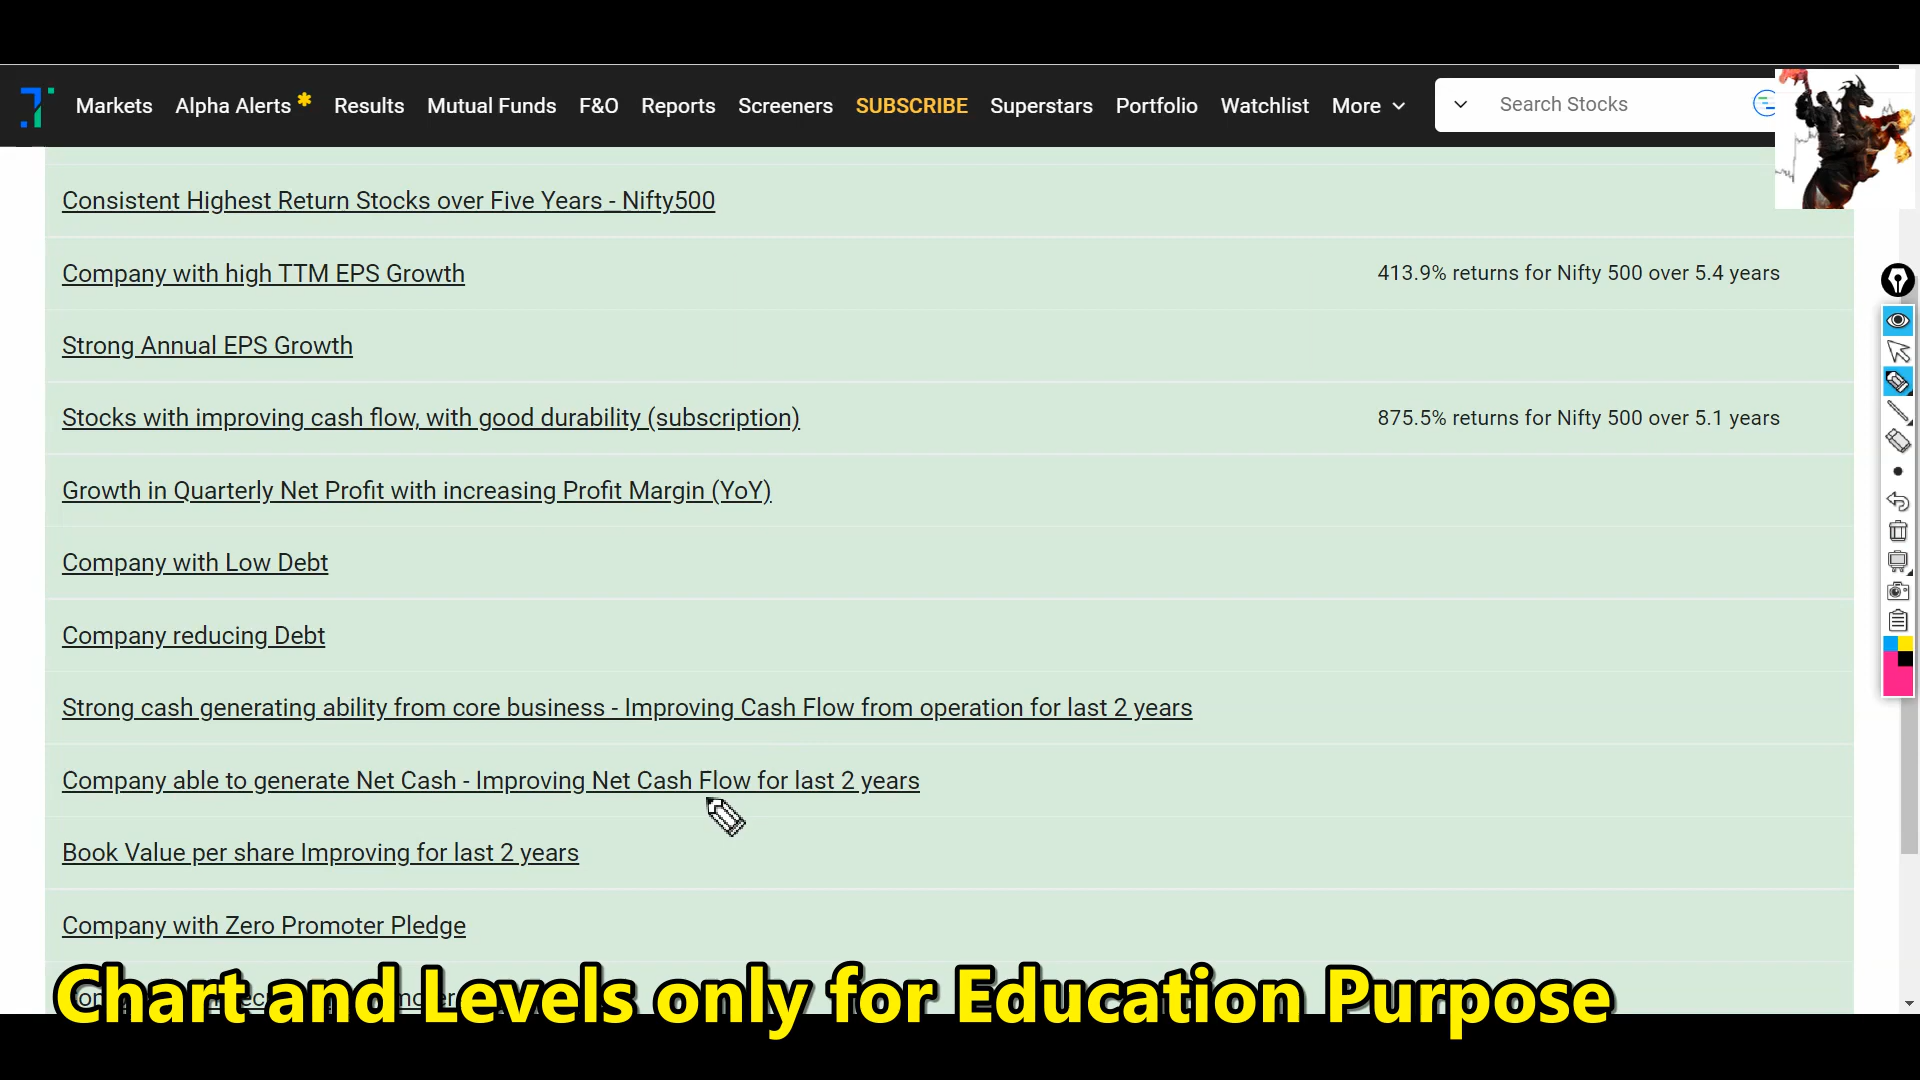 Markets Alpha Alerts Results Mutual Funds F&O Reports Screeners SUBSCRIBE Superstars Portfolio Watchlist More Search Stocks
Consistent Highest Return Stocks over Five Years - Nifty500
Company with high TTM EPS Growth 413.9% returns for Nifty 500 over 5.4 years
Strong Annual EPS Growth
Stocks with improving cash flow, with good durability (subscription) 875.5% returns for Nifty 500 over 5.1 years
Growth in Quarterly Net Profit with increasing Profit Margin (YoY)
Company with Low Debt
Company reducing Debt
Strong cash generating ability from core business - Improving Cash Flow from operation for last 2 years
Company able to generate Net Cash - Improving Net Cash Flow for last 2 years
Book Value per share Improving for last 2 years
Company with Zero Promoter Pledge
Chart and Levels only for Education Purpose